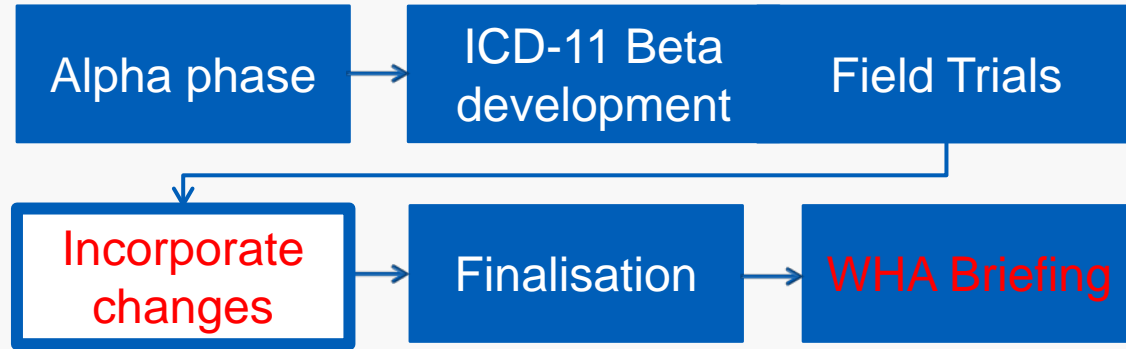 Alpha phase
ICD-11 Beta
development
Field Trials
Incorporate
changes
Finalisation
WHA Briefing